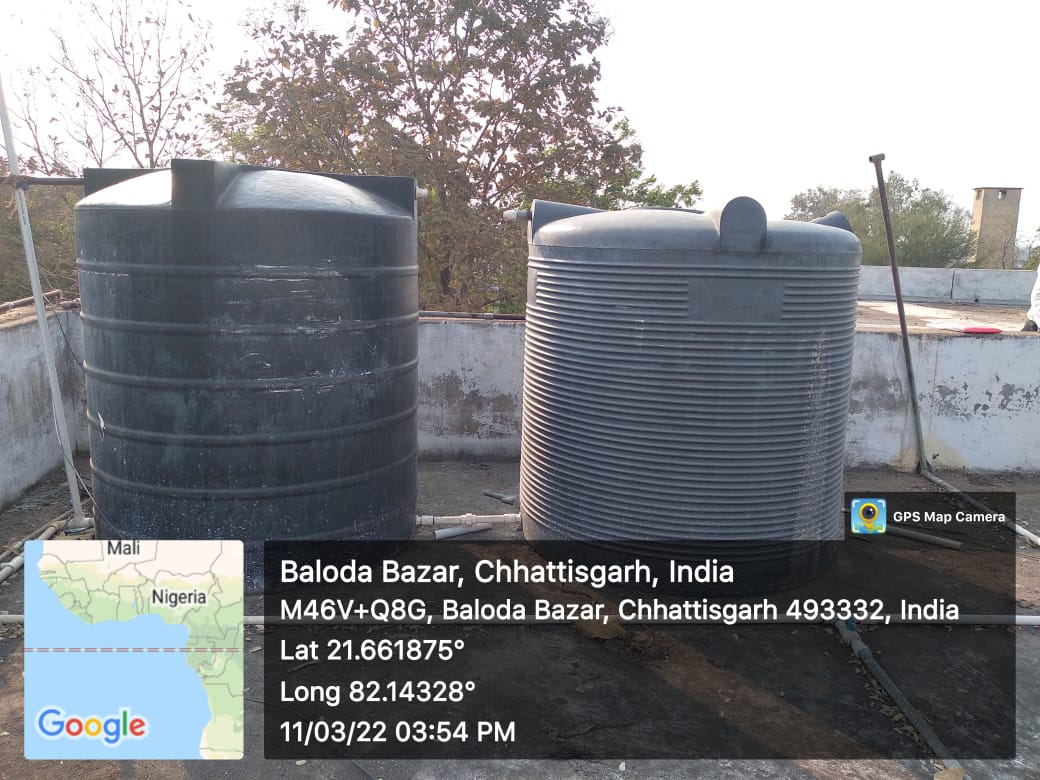 GPS Map Camera
Mali
Nigeria
Google
Baloda Bazar, Chhattisgarh, India
M46V+Q8G, Baloda Bazar, Chhattisgarh 493332, India
Lat 21.661875°
Long 82.14328°
11/03/22 03:54 PM